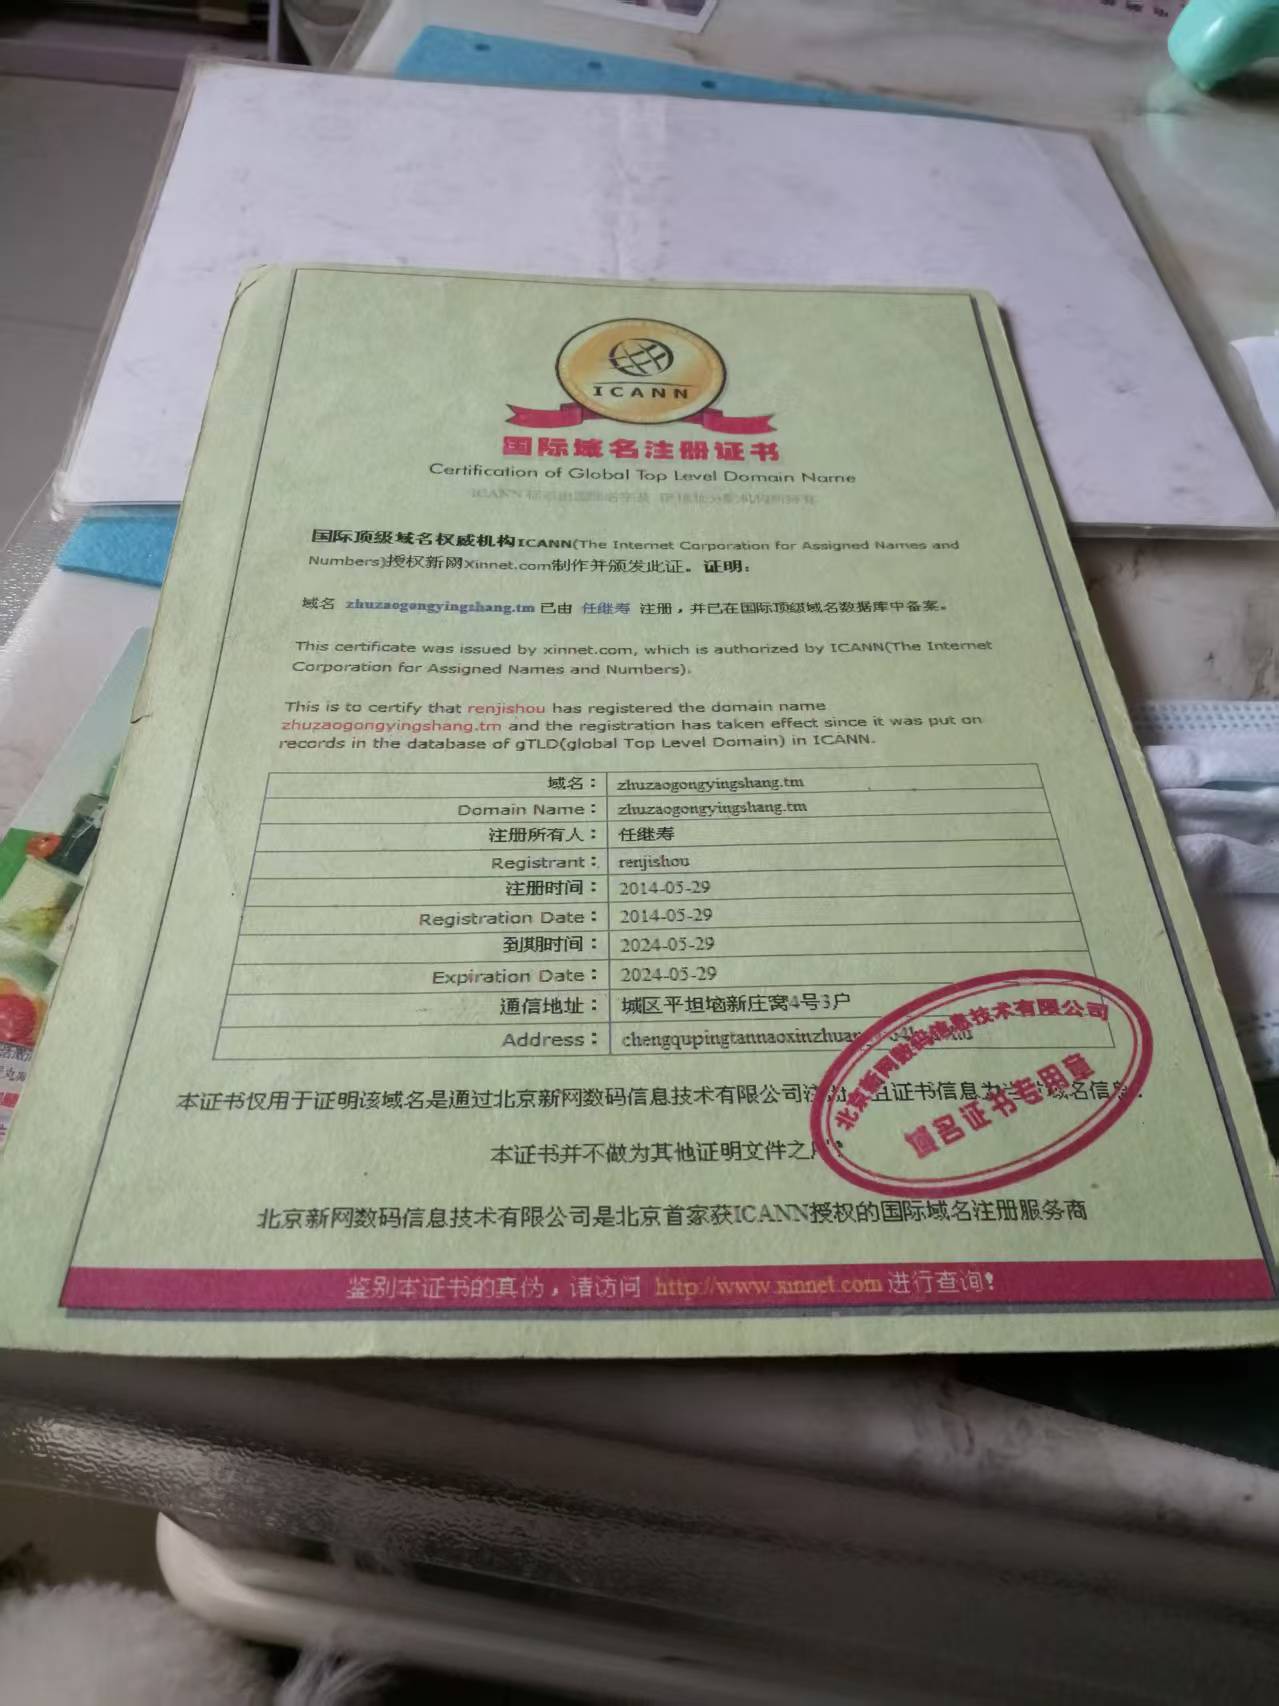 ICANN
国际域名注册证书
Certification of Global Top Level Domain Name
国际顶级域名权威机构ICANN(The Internet Corporation for Assigned Names and
Numbers)授权新网Xinnet.com制作并颁发此证。证明：
域名 zhuzaogongyingshang.tm 已由 任继寿 注册，并已在国际顶级域名数据库中备案。
This certificate was issued by xinnet.com, which is authorized by ICANN(The Internet
Corporation for Assigned Names and Numbers).
This is to certify that renjishou has registered the domain name
zhuzaogongyingshang.tm and the registration has taken effect since it was put on
records in the database of gTLD(global Top Level Domain) in ICANN.
域名： zhuzaogongyingshang.tm
Domain Name： zhuzaogongyingshang.tm
注册所有人： 任继寿
Registrant： renjishou
注册时间： 2014-05-29
Registration Date： 2014-05-29
到期时间： 2024-05-29
Expiration Date： 2024-05-29
通信地址： 城区平坦垴新庄窝4号3户
Address：
北京新网数码信息技术有限公司
域名证书专用章
本证书仅用于证明该域名是通过北京新网数码信息技术有限公司 且证书信息为 域名信息.
本证书并不做为其他证明文件之
北京新网数码信息技术有限公司是北京首家获ICANN授权的国际域名注册服务商
鉴别本证书的真伪，请访问 http://www.xinnet.com 进行查询！